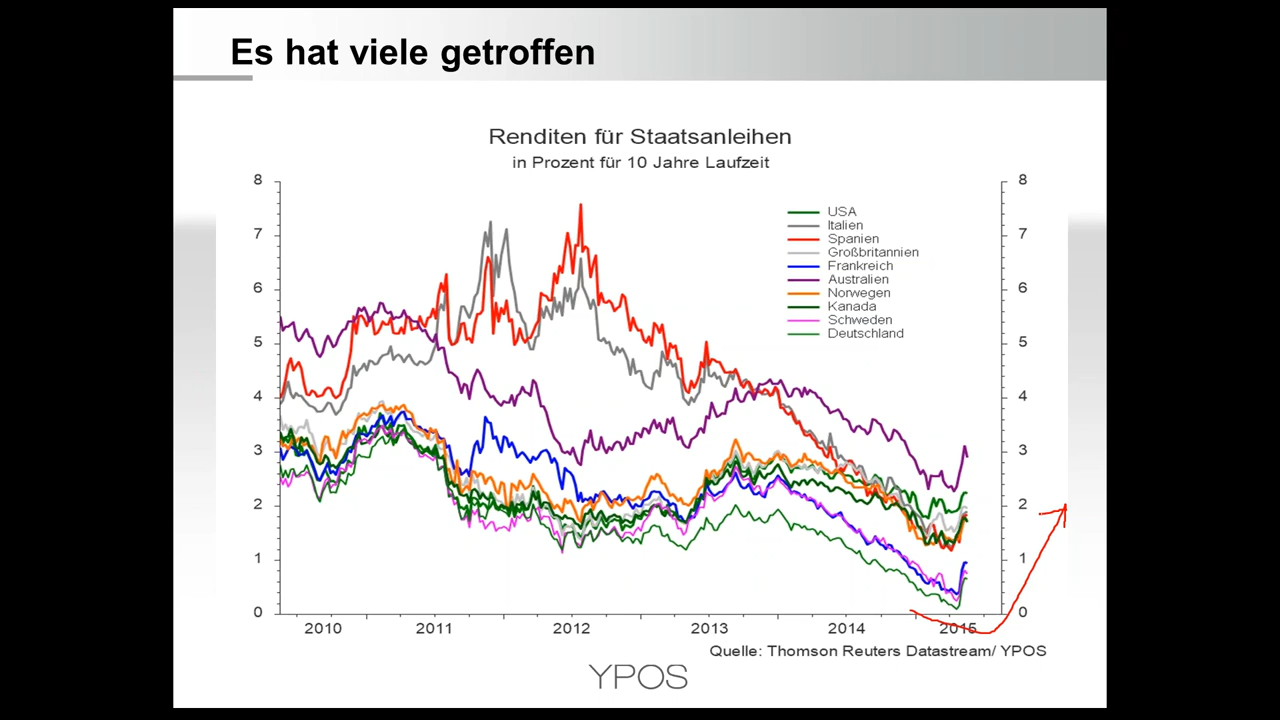 Es hat viele getroffen
Renditen für Staatsanleihen
in Prozent für 10 Jahre Laufzeit
8 8
7 7
6 6
5 5
4 4
3 3
2 2
1 1
0 0
USA
Italien
Spanien
Großbritannien
Frankreich
Australien
Norwegen
Kanada
Schweden
Deutschland
2010 2011 2012 2013 2014 2015
Quelle: Thomson Reuters Datastream/ YPOS
YPOS